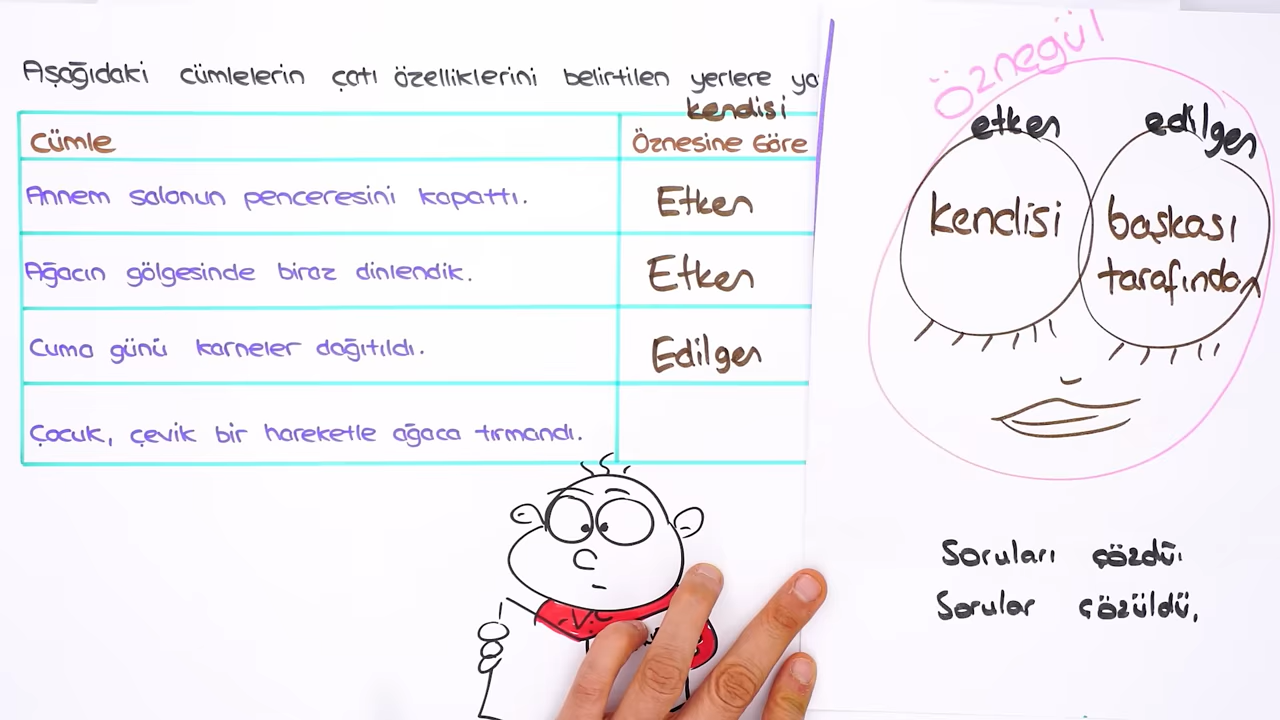 Aşağıdaki cümlelerin çatı özelliklerini belirtilen yerlere ya
kendisi
Cümle
Öznesine Göre
Annem salonun penceresini kapattı.
Etken
Ağacın gölgesinde biraz dinlendik.
Etken
Cuma günü karneler dağıtıldı.
Edilgen
Çocuk, çevik bir hareketle ağaca tırmandı.
Öznegül
etken
edilgen
kendisi
başkası
tarafından
Soruları çözdü.
Sorular çözüldü.